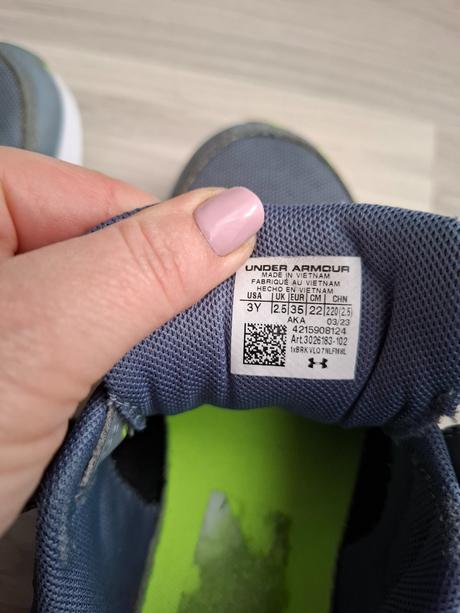 UNDER ARMOUR
MADE IN VIETNAM
FABRIQUÉ AU VIETNAM
HECHO EN VIETNAM
USA UK EUR CM CHN
3Y 2.5 35 22 220(2.5)
AKA 03/23
4215908124
Art.3026183-102